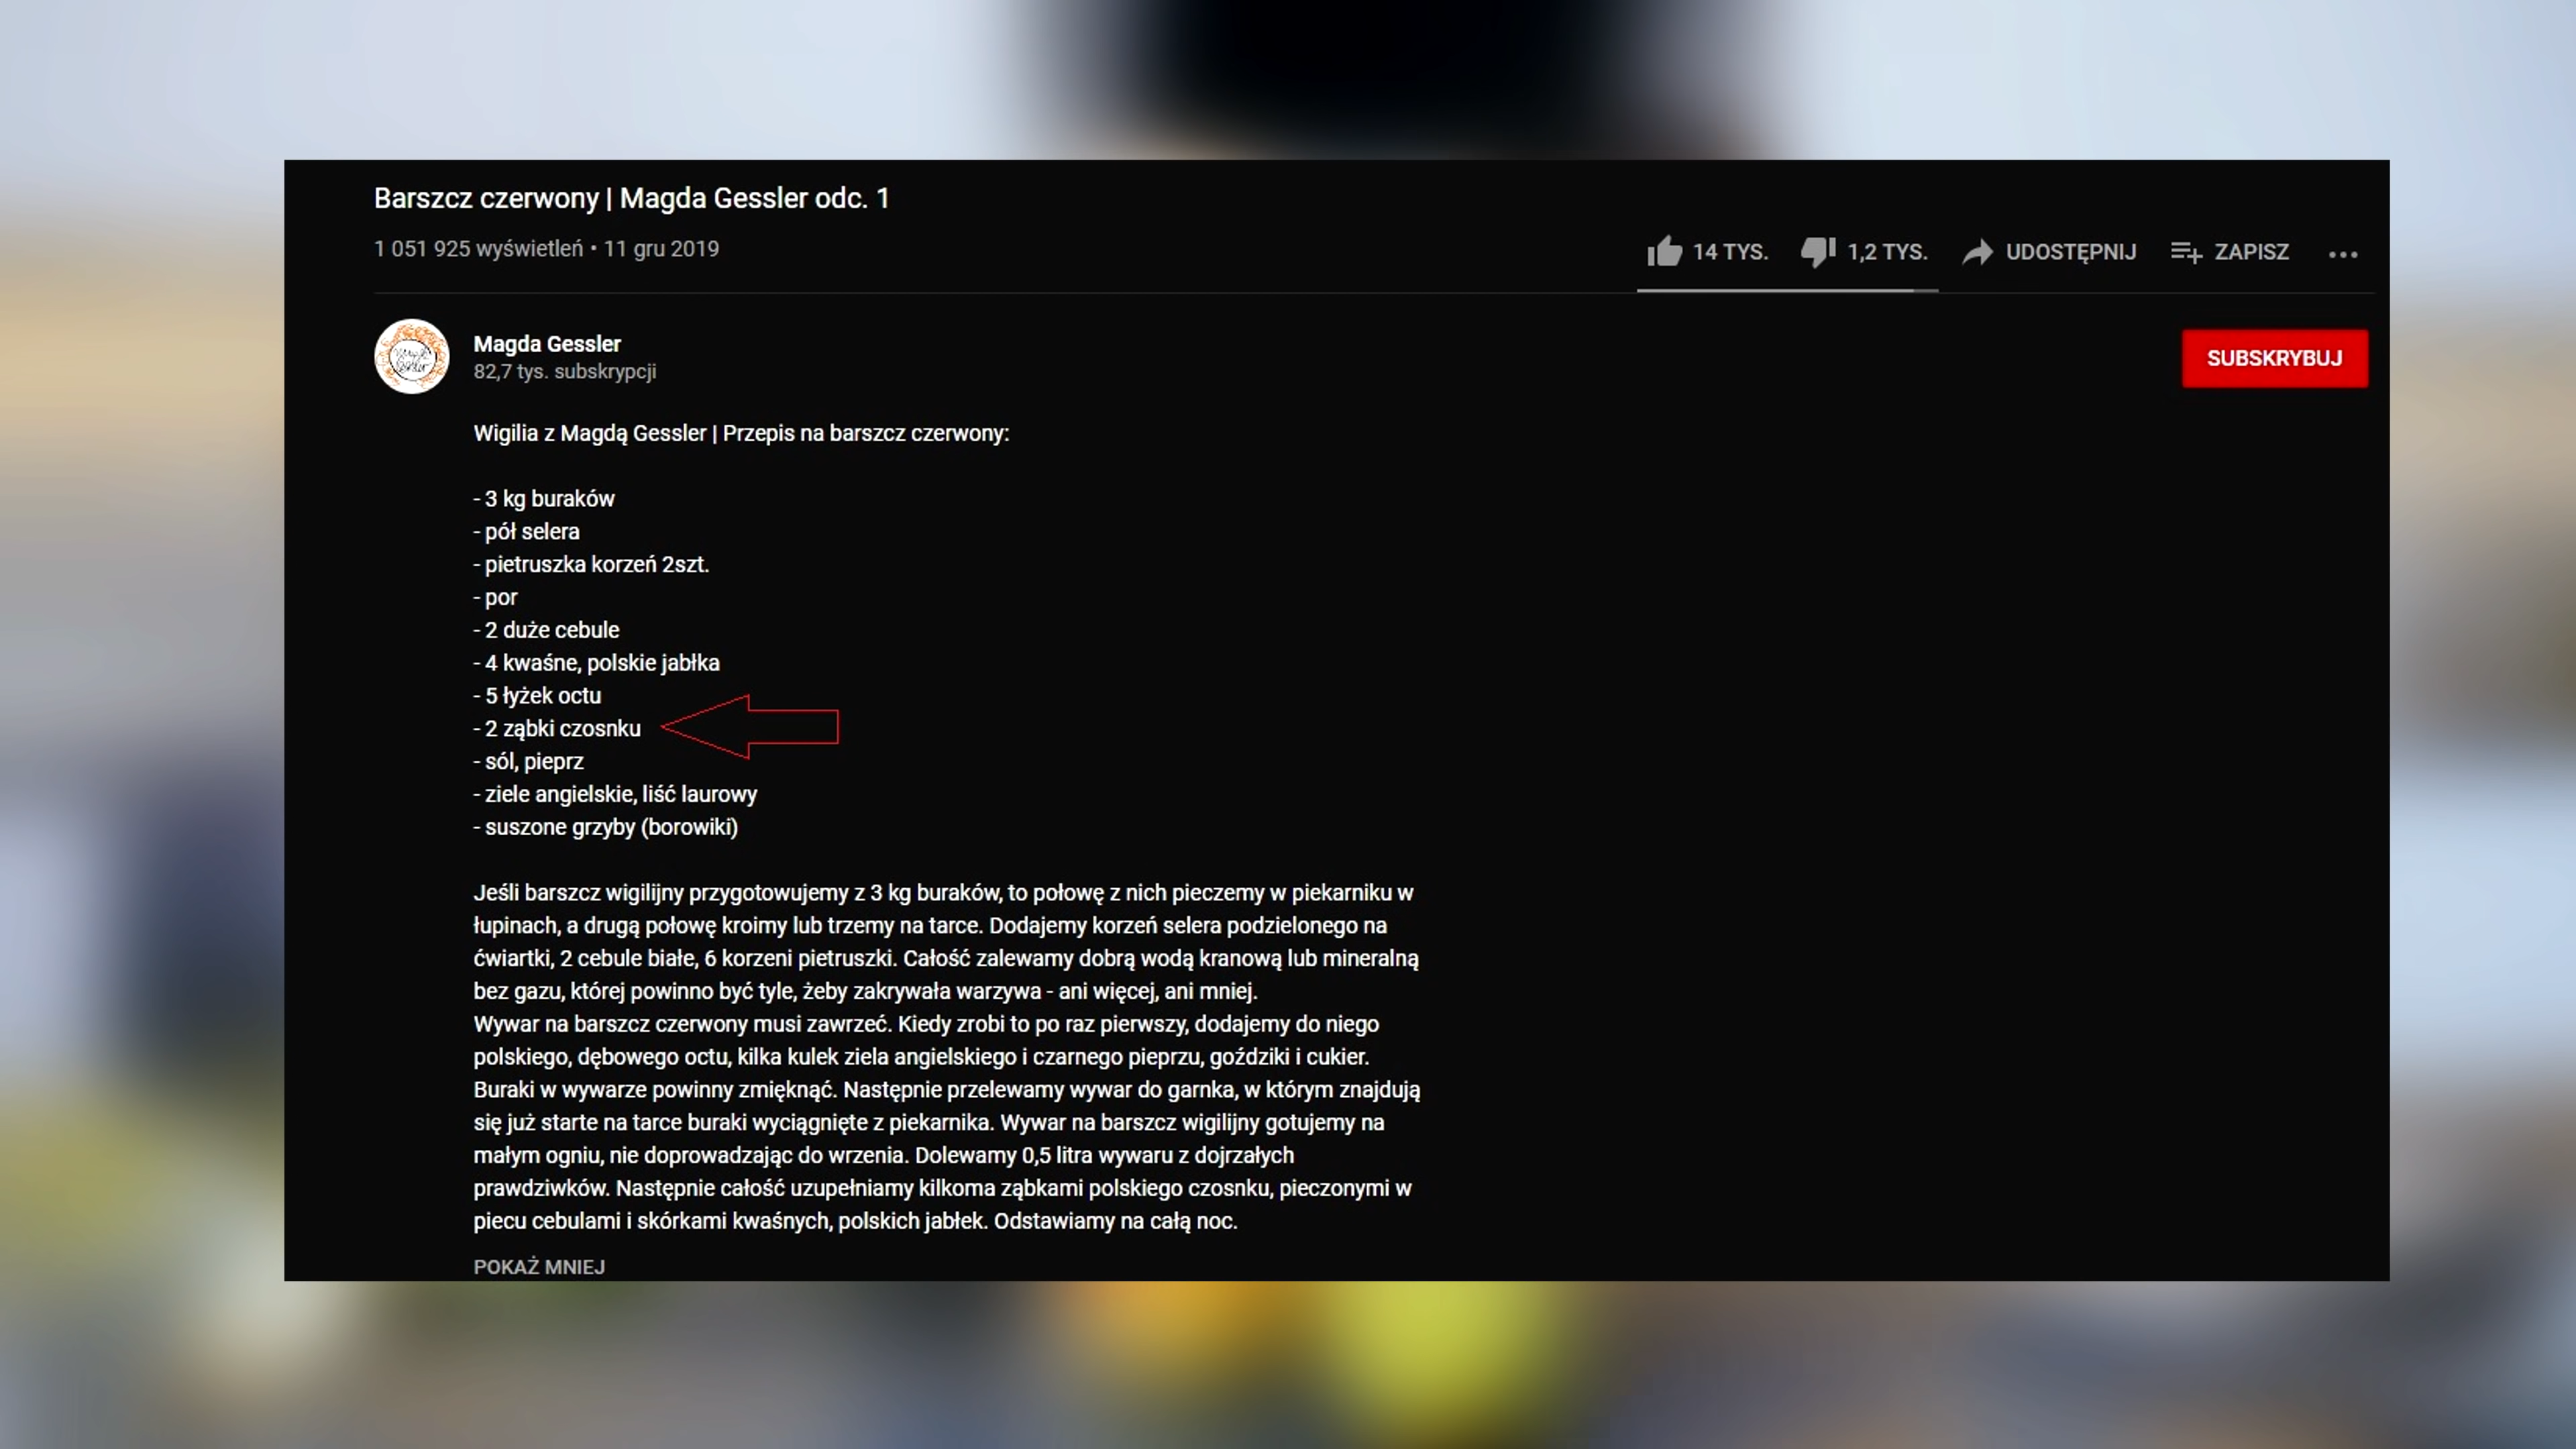 Barszcz czerwony | Magda Gessler odc. 1
1 051 925 wyświetleń • 11 gru 2019
14 TYS.
1,2 TYS.
UDOSTĘPNIJ
ZAPISZ
Magda Gessler
82,7 tys. subskrypcji
SUBSKRYBUJ
Wigilia z Magdą Gessler | Przepis na barszcz czerwony:
- 3 kg buraków
- pół selera
- pietruszka korzeń 2szt.
- por
- 2 duże cebule
- 4 kwaśne, polskie jabłka
- 5 łyżek octu
- 2 ząbki czosnku
- sól, pieprz
- ziele angielskie, liść laurowy
- suszone grzyby (borowiki)
Jeśli barszcz wigilijny przygotowujemy z 3 kg buraków, to połowę z nich pieczemy w piekarniku w
łupinach, a drugą połowę kroimy lub trzemy na tarce. Dodajemy korzeń selera podzielonego na
ćwiartki, 2 cebule białe, 6 korzeni pietruszki. Całość zalewamy dobrą wodą kranową lub mineralną
bez gazu, której powinno być tyle, żeby zakrywała warzywa - ani więcej, ani mniej.
Wywar na barszcz czerwony musi zawrzeć. Kiedy zrobi to po raz pierwszy, dodajemy do niego
polskiego, dębowego octu, kilka kulek ziela angielskiego i czarnego pieprzu, goździki i cukier.
Buraki w wywarze powinny zmięknąć. Następnie przelewamy wywar do garnka, w którym znajdują
się już starte na tarce buraki wyciągnięte z piekarnika. Wywar na barszcz wigilijny gotujemy na
małym ogniu, nie doprowadzając do wrzenia. Dolewamy 0,5 litra wywaru z dojrzałych
prawdziwków. Następnie całość uzupełniamy kilkoma ząbkami polskiego czosnku, pieczonymi w
piecu cebulami i skórkami kwaśnych, polskich jabłek. Odstawiamy na całą noc.
POKAŻ MNIEJ